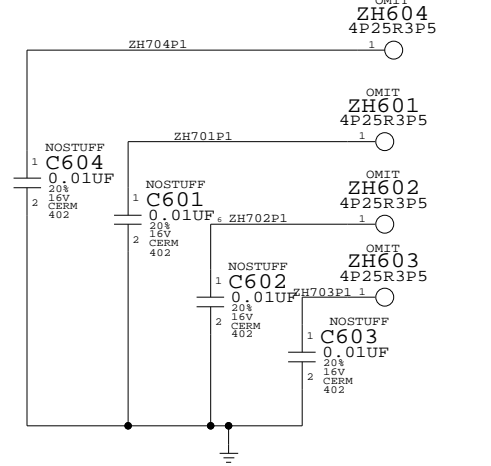 OMIT
ZH604
4P25R3P5
ZH704P1
1
OMIT
ZH601
4P25R3P5
ZH701P1
1
NOSTUFF
1
C604
0.01UF
20%
16V
2
CERM
402
OMIT
ZH602
4P25R3P5
NOSTUFF
1
C601
0.01UF
20%
16V
2
CERM
402
6
ZH702P1
1
OMIT
ZH603
4P25R3P5
NOSTUFF
1
C602
0.01UF
20%
16V
2
CERM
402
ZH703P1
1
NOSTUFF
1
C603
0.01UF
20%
16V
2
CERM
402